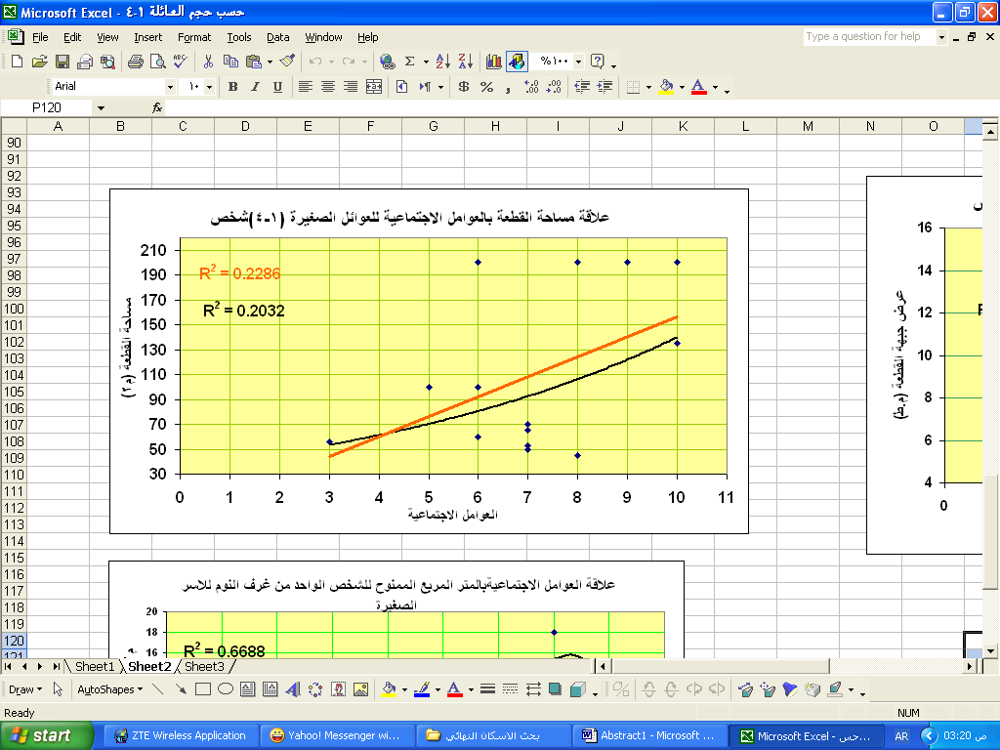 Microsoft Excel - حسب حجم العائلة ١-٤
File Edit View Insert Format Tools Data Window Help
Type a question for help
%١٠٠
Arial ١٠ B I U $ % ,
P120 fx
A B C D E F G H I J K L M N O
90
91
92
93
94
95
96
97
98
99
100
101
102
103
104
105
106
107
108
109
110
111
112
113
114
115
116
117
118
119
120
121
علاقة مساحة القطعة بالعوامل الاجتماعية للعوائل الصغيرة (١-٤)شخص
مساحة القطعة (م٢)
210
190
170
150
130
110
90
70
50
30
R2 = 0.2286
R2 = 0.2032
0 1 2 3 4 5 6 7 8 9 10 11
العوامل الاجتماعية
عرض جبهة القطعة (م.ط)
16
14
12
10
8
6
4
0
علاقة العوامل الاجتماعيةبالمتر المربع الممنوح للشخص الواحد من غرف النوم للاسر
الصغيرة
20
18
16
R2 = 0.6688
Sheet1 Sheet2 Sheet3
Draw AutoShapes
Ready NUM
start ZTE Wireless Application Yahoo! Messenger wi... بحث الاسكان النهائي Abstract1 - Microsoft ... Microsoft Excel - حس... AR 03:20 ص